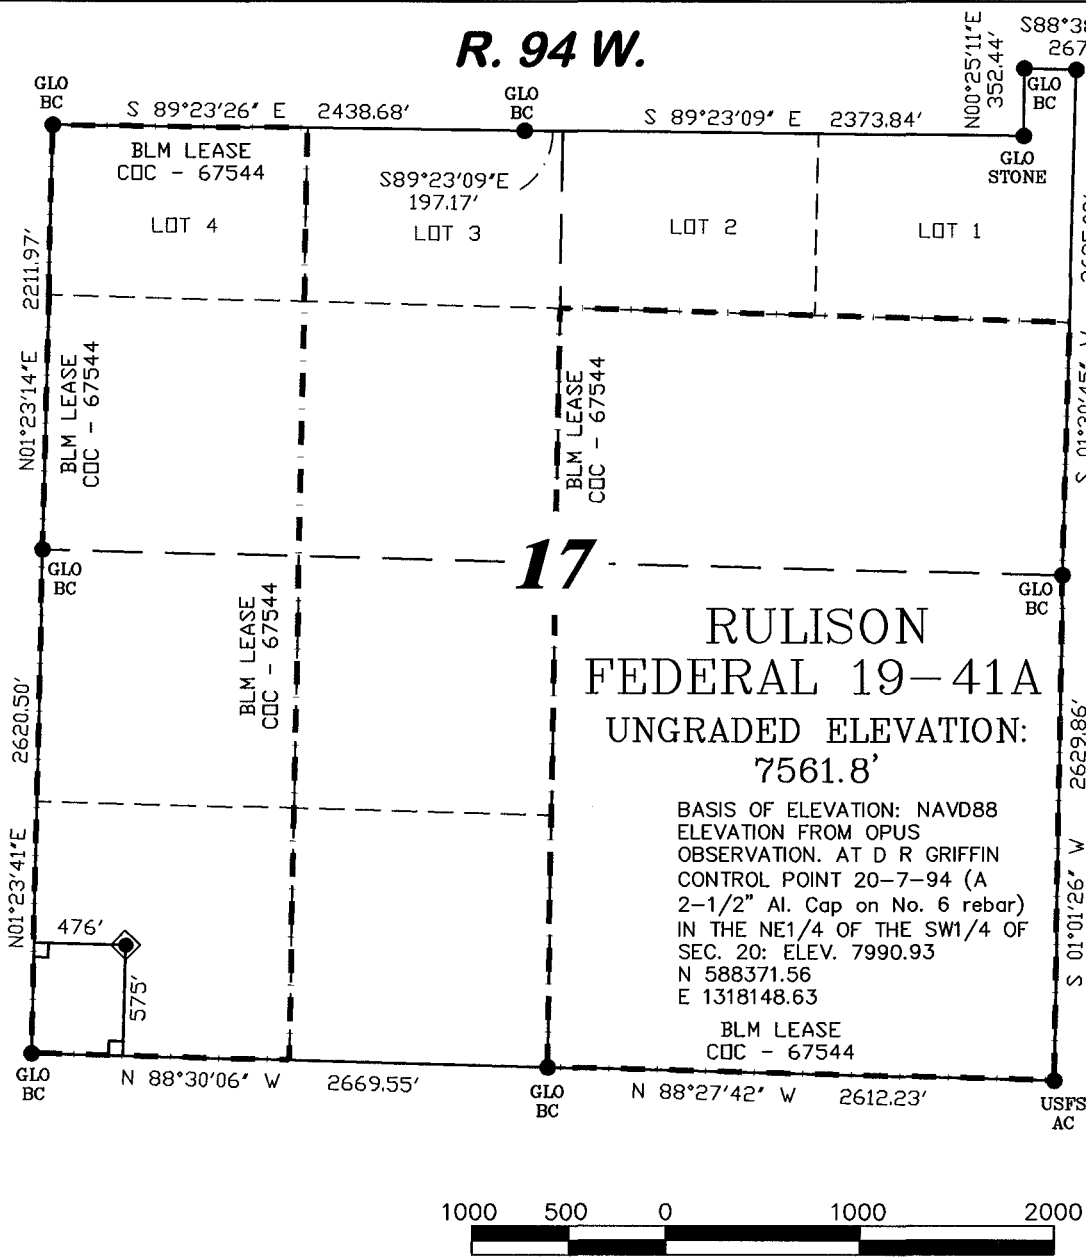 R. 94 W.
N00°25'11"E
352.44'
S88°38
267
GLO
BC
S 89°23'26" E 2438.68'
GLO
BC
S 89°23'09" E 2373.84'
GLO
BC
GLO
STONE
BLM LEASE
COC - 67544
S89°23'09"E
197.17'
LOT 4
LOT 3
LOT 2
LOT 1
2211.97'
N01°23'14"E
BLM LEASE
COC - 67544
BLM LEASE
COC - 67544
GLO
BC
17
GLO
BC
BLM LEASE
COC - 67544
RULISON
FEDERAL 19-41A
UNGRADED ELEVATION:
7561.8'
2620.50'
N01°23'41"E
2629.86'
S 01°01'26" W
BASIS OF ELEVATION: NAVD88
ELEVATION FROM OPUS
OBSERVATION. AT D R GRIFFIN
CONTROL POINT 20-7-94 (A
2-1/2" Al. Cap on No. 6 rebar)
IN THE NE1/4 OF THE SW1/4 OF
SEC. 20: ELEV. 7990.93
N 588371.56
E 1318148.63
BLM LEASE
COC - 67544
476'
575'
GLO
BC
N 88°30'06" W 2669.55'
GLO
BC
N 88°27'42" W 2612.23'
USFS
AC
1000 500 0 1000 2000